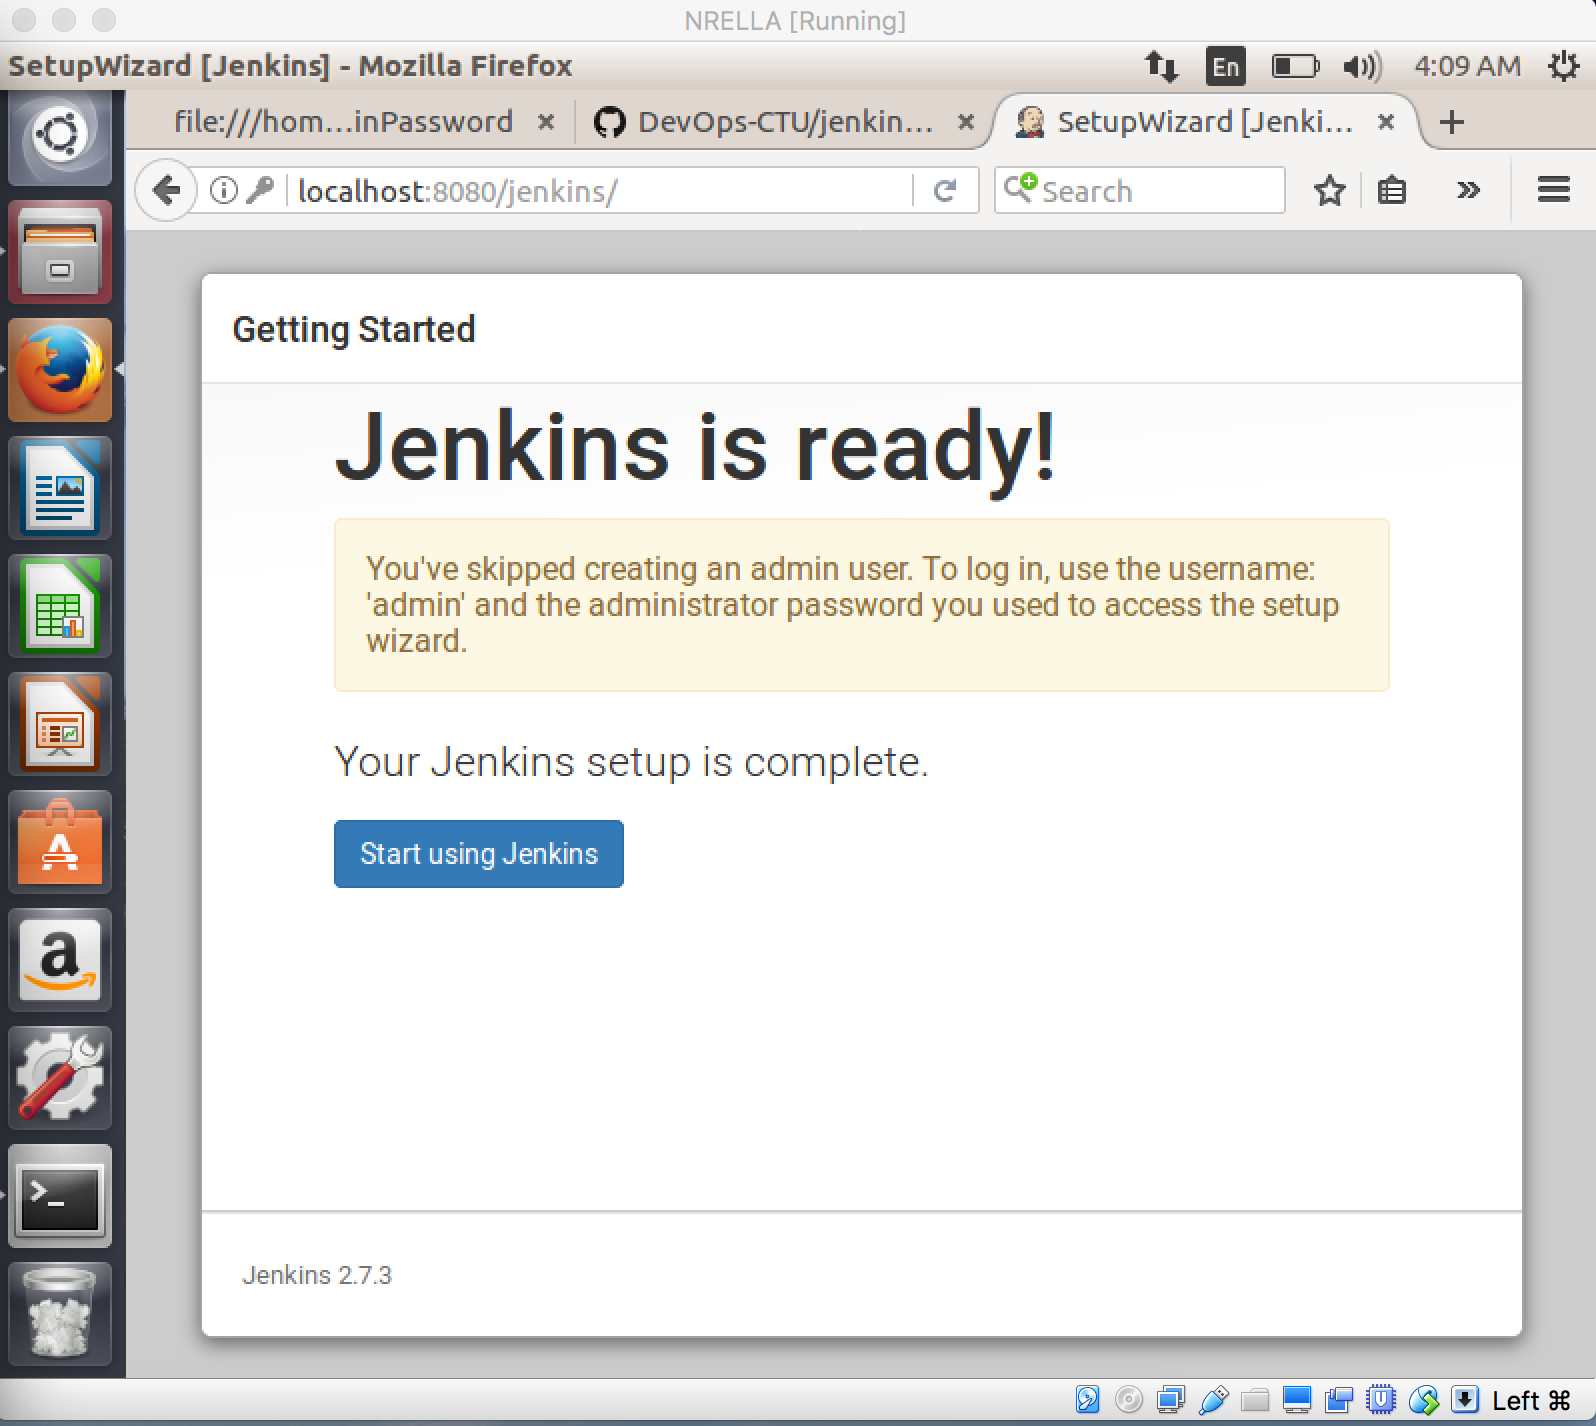 NRELLA [Running]
SetupWizard [Jenkins] - Mozilla Firefox
En
4:09 AM
file:///hom...inPassword
DevOps-CTU/jenkin...
SetupWizard [Jenki...
localhost:8080/jenkins/
Search
Getting Started
Jenkins is ready!
You've skipped creating an admin user. To log in, use the username:
'admin' and the administrator password you used to access the setup
wizard.
Your Jenkins setup is complete.
Start using Jenkins
Jenkins 2.7.3
Left ⌘